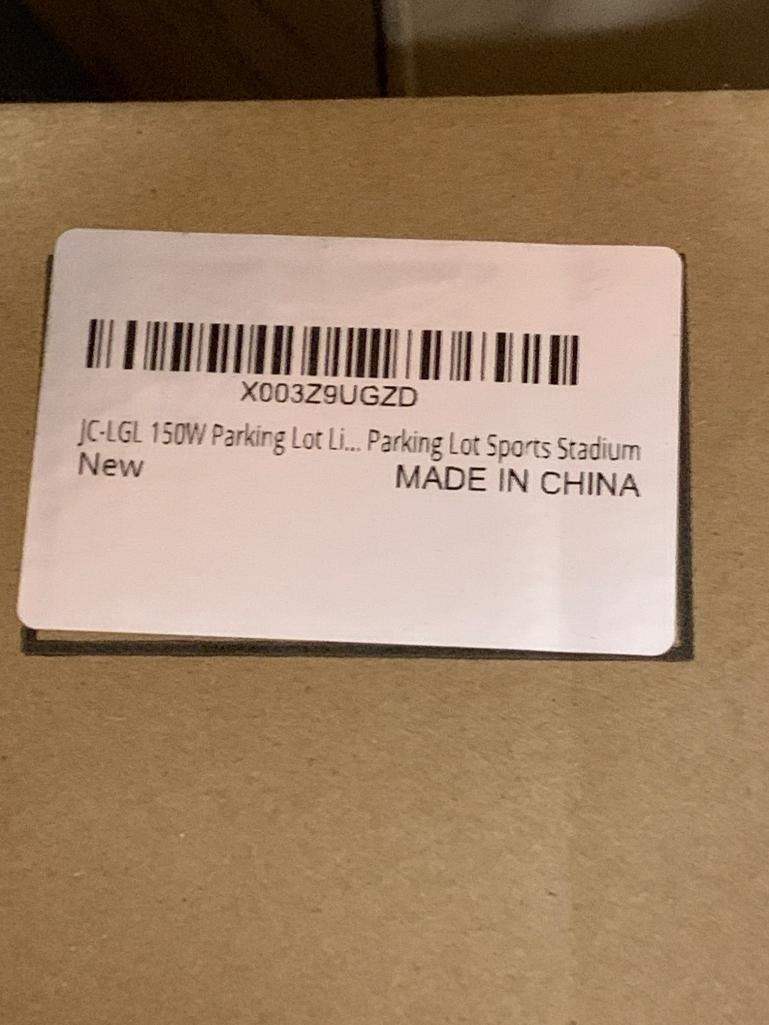 X003Z9UGZD
JC-LGL 150W Parking Lot Li... Parking Lot Sports Stadium
New MADE IN CHINA